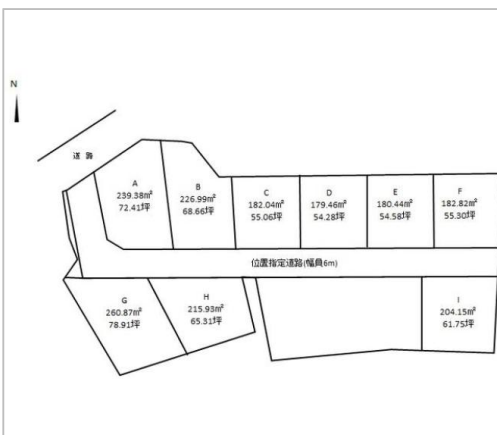 N
道 路
A
239.38㎡
72.41坪
B
226.99㎡
68.66坪
C
182.04㎡
55.06坪
D
179.46㎡
54.28坪
E
180.44㎡
54.58坪
F
182.82㎡
55.30坪
位置指定道路(幅員6m)
G
260.87㎡
78.91坪
H
215.93㎡
65.31坪
I
204.15㎡
61.75坪